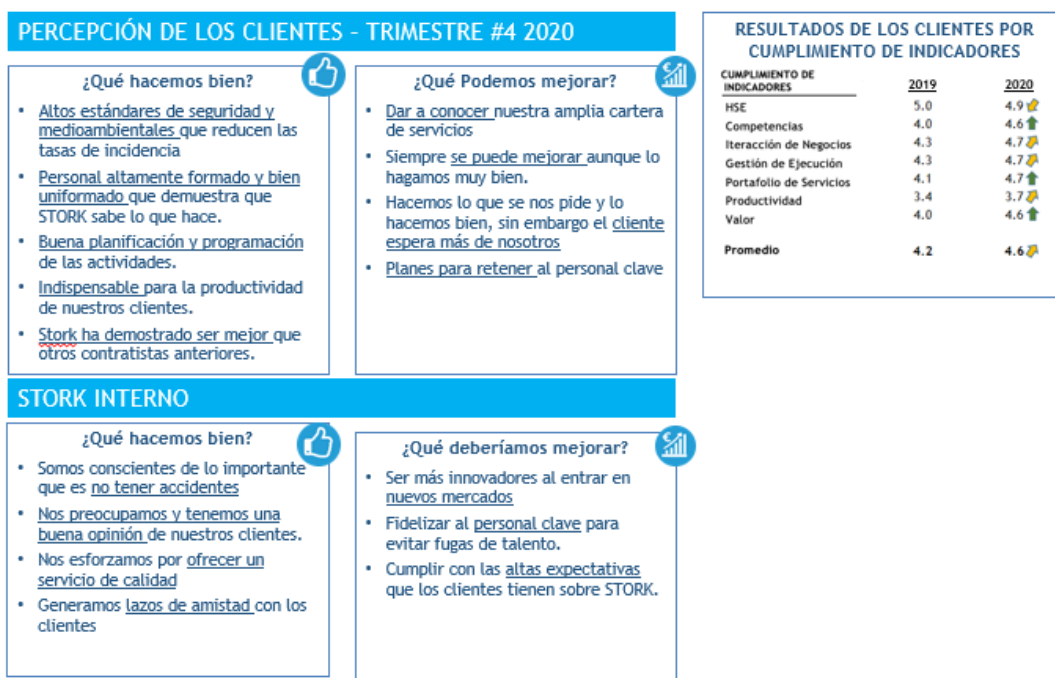 PERCEPCIÓN DE LOS CLIENTES - TRIMESTRE #4 2020
¿Qué hacemos bien?
• Altos estándares de seguridad y
medioambientales que reducen las
tasas de incidencia
• Personal altamente formado y bien
uniformado que demuestra que
STORK sabe lo que hace.
• Buena planificación y programación
de las actividades.
• Indispensable para la productividad
de nuestros clientes.
• Stork ha demostrado ser mejor que
otros contratistas anteriores.
¿Qué Podemos mejorar?
• Dar a conocer nuestra amplia cartera
de servicios
• Siempre se puede mejorar aunque lo
hagamos muy bien.
• Hacemos lo que se nos pide y lo
hacemos bien, sin embargo el cliente
espera más de nosotros
• Planes para retener al personal clave
RESULTADOS DE LOS CLIENTES POR
CUMPLIMIENTO DE INDICADORES
CUMPLIMIENTO DE
INDICADORES 2019 2020
HSE 5.0 4.9
Competencias 4.0 4.6
Iteracción de Negocios 4.3 4.7
Gestión de Ejecución 4.3 4.7
Portafolio de Servicios 4.1 4.7
Productividad 3.4 3.7
Valor 4.0 4.6
Promedio 4.2 4.6
STORK INTERNO
¿Qué hacemos bien?
• Somos conscientes de lo importante
que es no tener accidentes
• Nos preocupamos y tenemos una
buena opinión de nuestros clientes.
• Nos esforzamos por ofrecer un
servicio de calidad
• Generamos lazos de amistad con los
clientes
¿Qué deberíamos mejorar?
• Ser más innovadores al entrar en
nuevos mercados
• Fidelizar al personal clave para
evitar fugas de talento.
• Cumplir con las altas expectativas
que los clientes tienen sobre STORK.